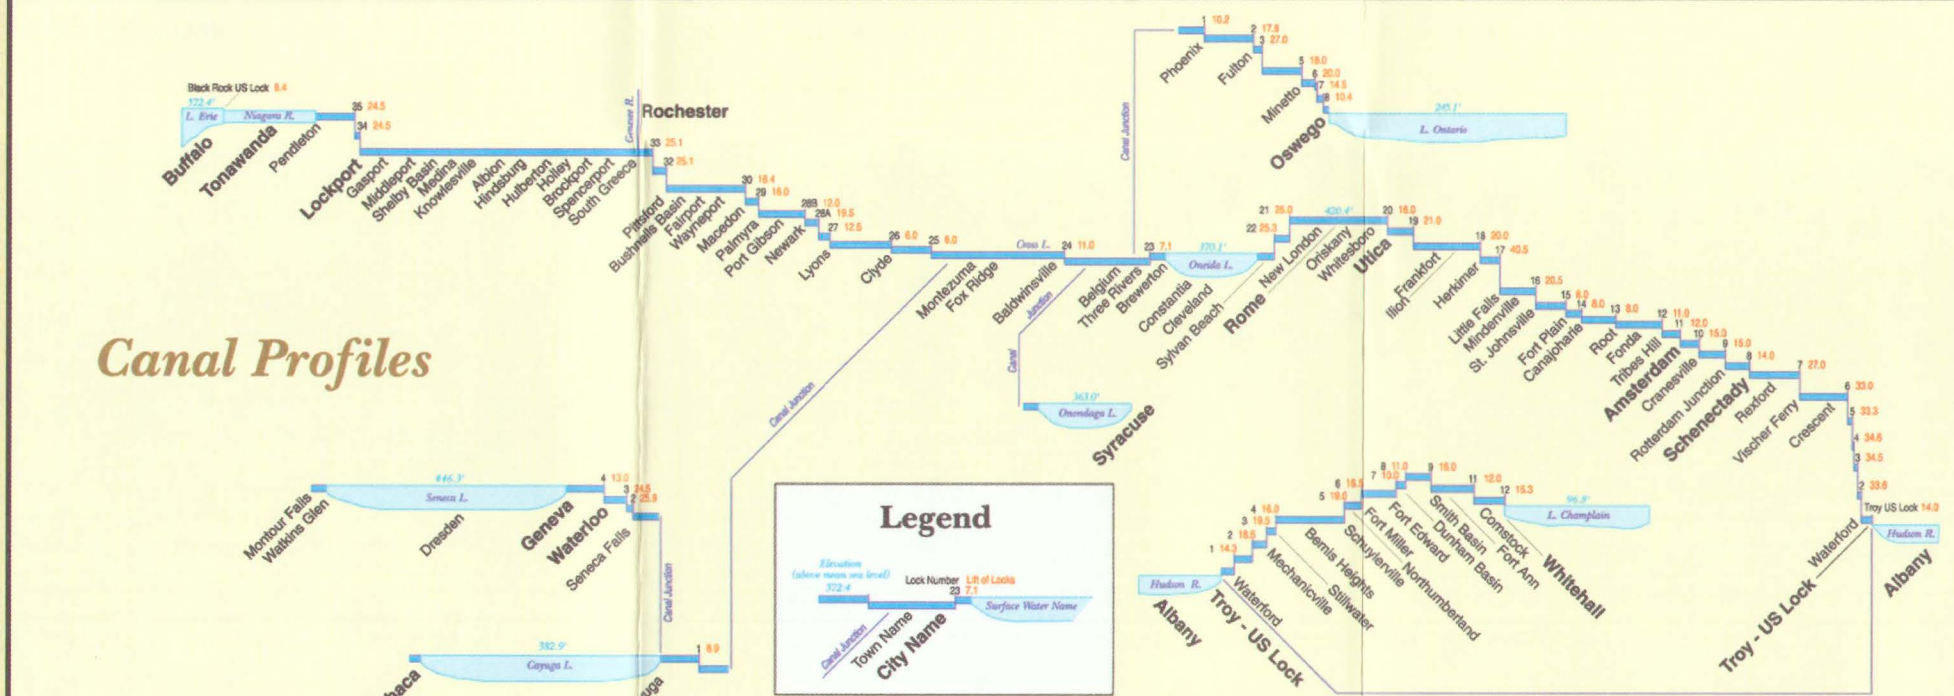 Canal Profiles
Black Rock US Lock 8.4
572.4'
L. Erie
Niagara R.
Buffalo
Tonawanda
Pendleton
35 24.5
34 24.5
Lockport
Gasport
Middleport
Shelby Basin
Medina
Knowlesville
Albion
Hindsburg
Hulberton
Holley
Brockport
Spencerport
South Greece
Genesee R.
Rochester
33 25.1
32 25.1
Pittsford
Bushnells Basin
Fairport
Wayneport
30 16.4
Macedon
29 16.0
Palmyra
Port Gibson
28B 12.0
Newark
28A 19.5
27 12.5
Lyons
26 6.0
Clyde
25 6.0
Canal Junction
Montezuma
Fox Ridge
Cross L.
24 11.0
Baldwinsville
Canal Junction
Belgium
Three Rivers
Canal Junction
23 7.1
Brewerton
370.1'
Oneida L.
Constantia
Cleveland
Sylvan Beach
22 25.3
21 25.0
New London
Rome
420.4'
Oriskany
Whitesboro
20 16.0
Utica
19 21.0
Frankfort
Ilion
Herkimer
18 20.0
17 40.5
Little Falls
Mindenville
16 20.5
St. Johnsville
15 8.0
Fort Plain
14 8.0
Canajoharie
13 8.0
Root
Fonda
12 11.0
Tribes Hill
11 12.0
Amsterdam
10 15.0
Cranesville
9 15.0
Rotterdam Junction
8 14.0
Schenectady
Rexford
Vischer Ferry
7 27.0
Crescent
6 33.0
5 33.3
4 34.6
3 34.5
2 33.6
Waterford
Troy US Lock 14.0
Troy - US Lock
Hudson R.
Albany
1 10.2
Phoenix
2 17.8
3 27.0
Fulton
5 18.0
Minetto
6 20.0
7 14.5
8 10.4
Oswego
245.1'
L. Ontario
363.0'
Onondaga L.
Syracuse
446.3'
Seneca L.
Montour Falls
Watkins Glen
Dresden
Geneva
4 13.0
Waterloo
3 24.5
2 25.9
Seneca Falls
Canal Junction
382.9'
Cayuga L.
1 8.9
Legend
Elevation
(above mean sea level)
572.4
Lock Number
Lift of Locks
23 7.1
Surface Water Name
Canal Junction
Town Name
City Name
Hudson R.
Albany
Troy - US Lock
Waterford
1 14.3
2 18.5
3 19.5
4 16.0
Mechanicville
Stillwater
Bemis Heights
Schuylerville
5 19.0
6 16.5
Northumberland
Fort Miller
7 10.0
8 11.0
Fort Edward
Dunham Basin
9 16.0
Smith Basin
Fort Ann
11 12.0
Comstock
12 15.3
Whitehall
96.8'
L. Champlain